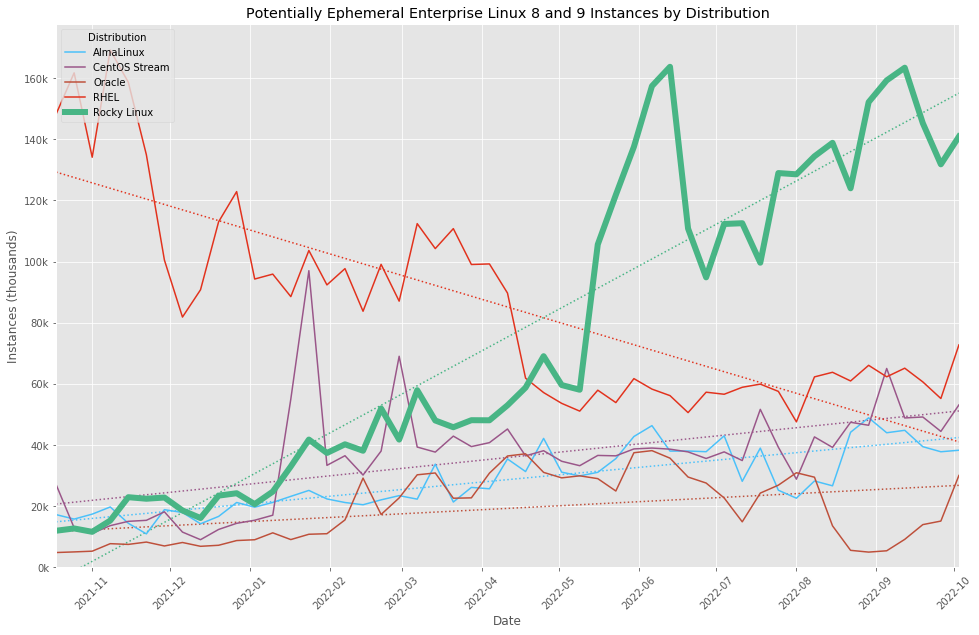 Potentially Ephemeral Enterprise Linux 8 and 9 Instances by Distribution
Distribution
AlmaLinux
CentOS Stream
Oracle
RHEL
Rocky Linux
160k
140k
120k
100k
80k
60k
40k
20k
0k
Instances (thousands)
2021-11
2021-12
2022-01
2022-02
2022-03
2022-04
2022-05
2022-06
2022-07
2022-08
2022-09
2022-10
Date